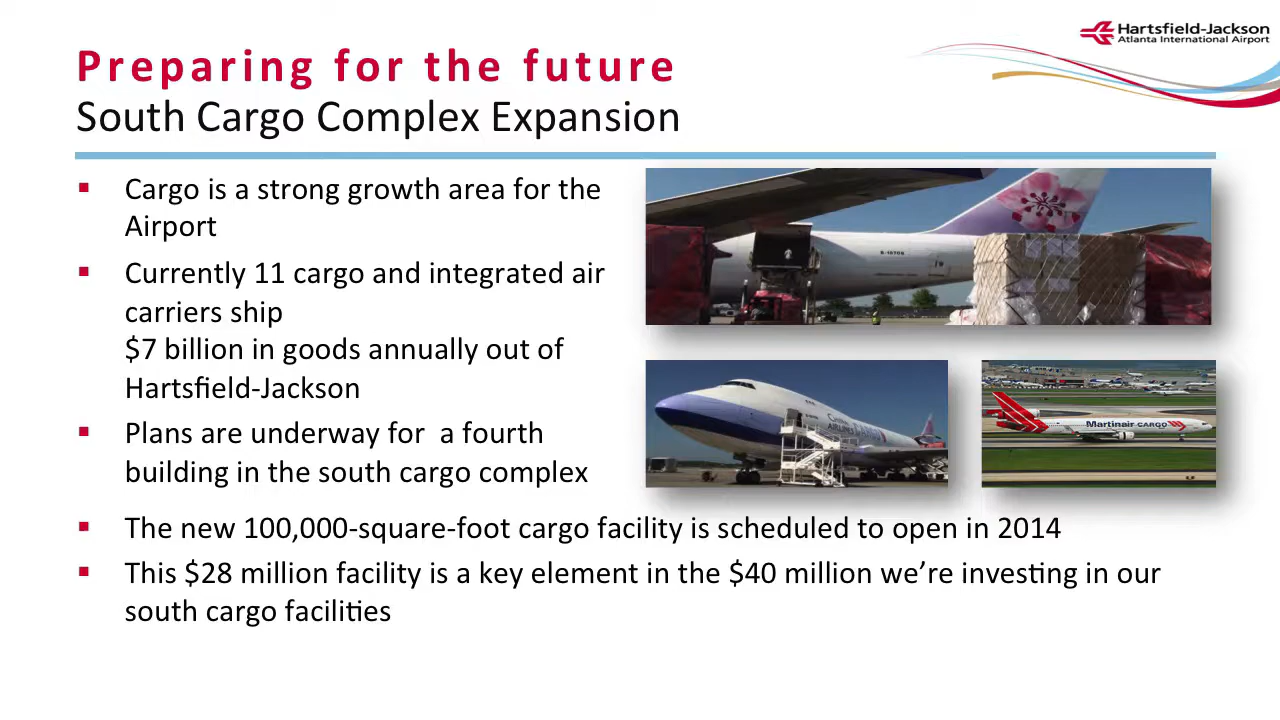 Hartsfield-Jackson
Atlanta International Airport
Preparing for the future
South Cargo Complex Expansion
Cargo is a strong growth area for the
Airport
Currently 11 cargo and integrated air
carriers ship
$7 billion in goods annually out of
Hartsfield-Jackson
Plans are underway for a fourth
building in the south cargo complex
The new 100,000-square-foot cargo facility is scheduled to open in 2014
This $28 million facility is a key element in the $40 million we’re investing in our
south cargo facilities
CHINA
AIRLINES CARGO
Martinair CARGO